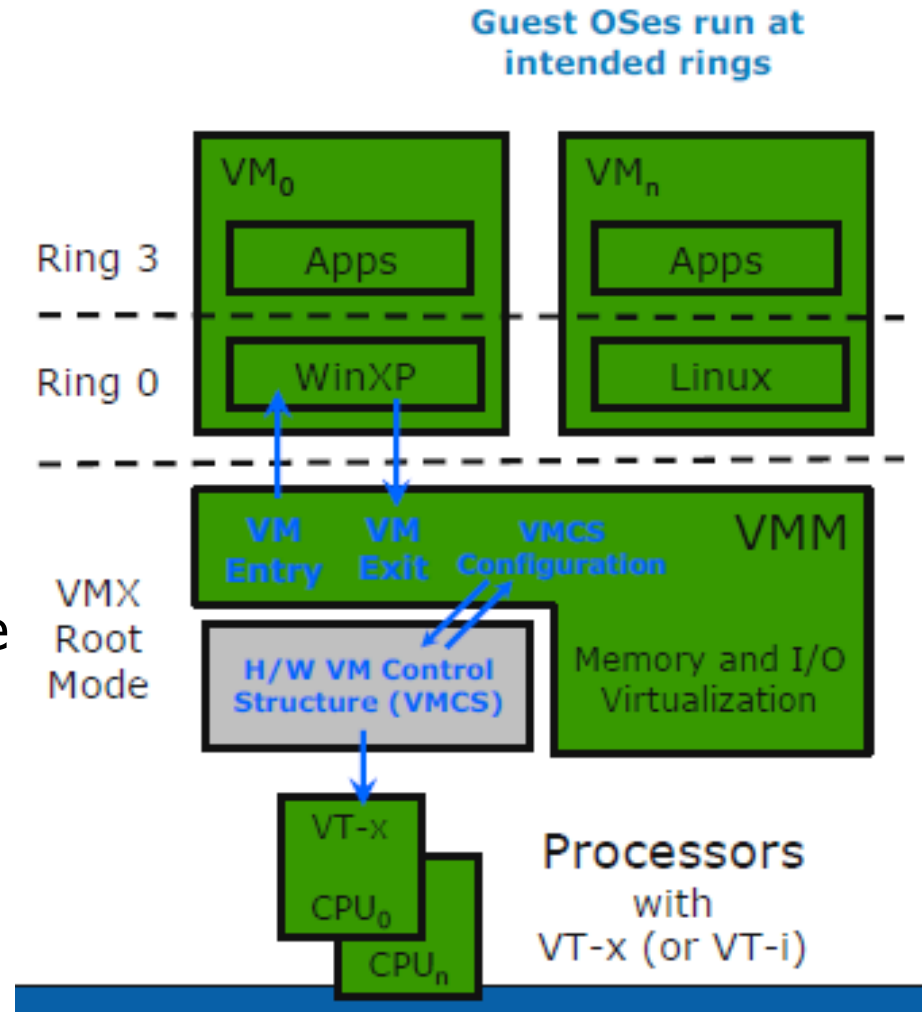 Guest OSes run at
intended rings
VM0
VMn
Ring 3
Apps
Apps
Ring 0
WinXP
Linux
VM
Entry
VM
Exit
VMCS
Configuration
VMM
VMX
Root
Mode
e
H/W VM Control
Structure (VMCS)
Memory and I/O
Virtualization
VT-x
CPU0
CPUn
Processors
with
VT-x (or VT-i)